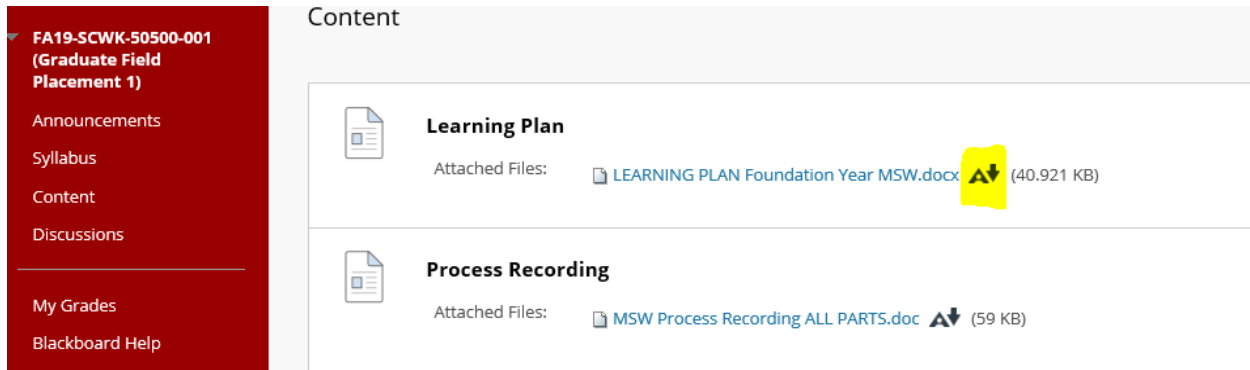 FA19-SCWK-50500-001
(Graduate Field
Placement 1)
Announcements
Syllabus
Content
Discussions
My Grades
Blackboard Help
Content
Learning Plan
Attached Files: LEARNING PLAN Foundation Year MSW.docx A (40.921 KB)
Process Recording
Attached Files: MSW Process Recording ALL PARTS.doc A (59 KB)